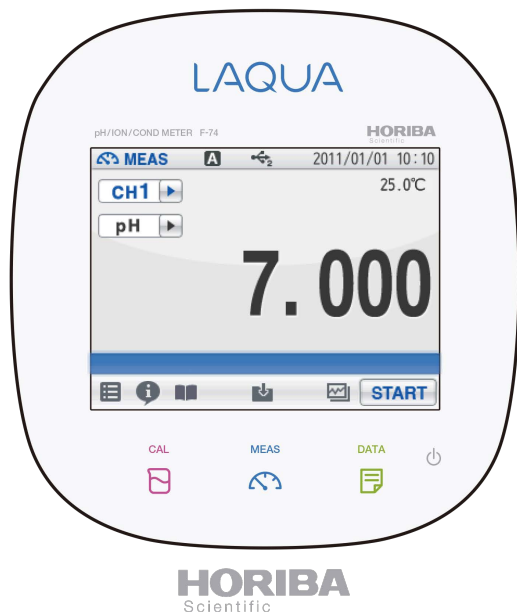 LAQUA
pH/ION/COND METER F-74 HORIBA
Scientific
MEAS A 2 2011/01/01 10:10
CH1 25.0℃
pH
7.000
START
CAL MEAS DATA
HORIBA
Scientific